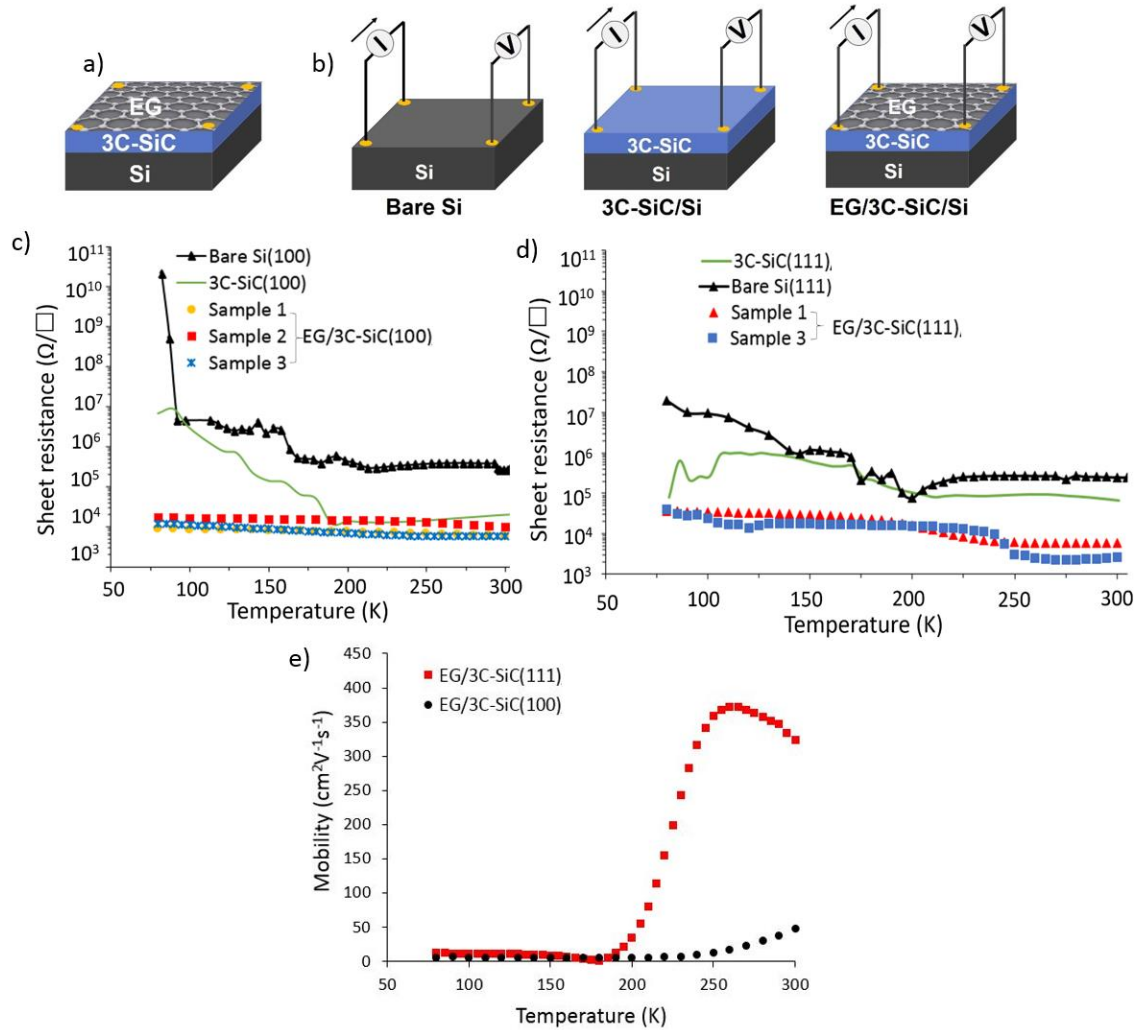 a)
EG
3C-SiC
Si
b)
I
V
Si
Bare Si
I
V
3C-SiC
Si
3C-SiC/Si
I
V
EG
3C-SiC
Si
EG/3C-SiC/Si
c)
Sheet resistance (Ω/□)
10¹¹
10¹⁰
10⁹
10⁸
10⁷
10⁶
10⁵
10⁴
10³
Bare Si(100)
3C-SiC(100)
Sample 1
Sample 2
Sample 3
EG/3C-SiC(100)
50 100 150 200 250 300
Temperature (K)
d)
Sheet resistance (Ω/□)
10¹¹
10¹⁰
10⁹
10⁸
10⁷
10⁶
10⁵
10⁴
10³
3C-SiC(111)
Bare Si(111)
Sample 1
Sample 3
EG/3C-SiC(111)
50 100 150 200 250 300
Temperature (K)
e)
Mobility (cm²V⁻¹s⁻¹)
450
400
350
300
250
200
150
100
50
0
EG/3C-SiC(111)
EG/3C-SiC(100)
50 100 150 200 250 300
Temperature (K)